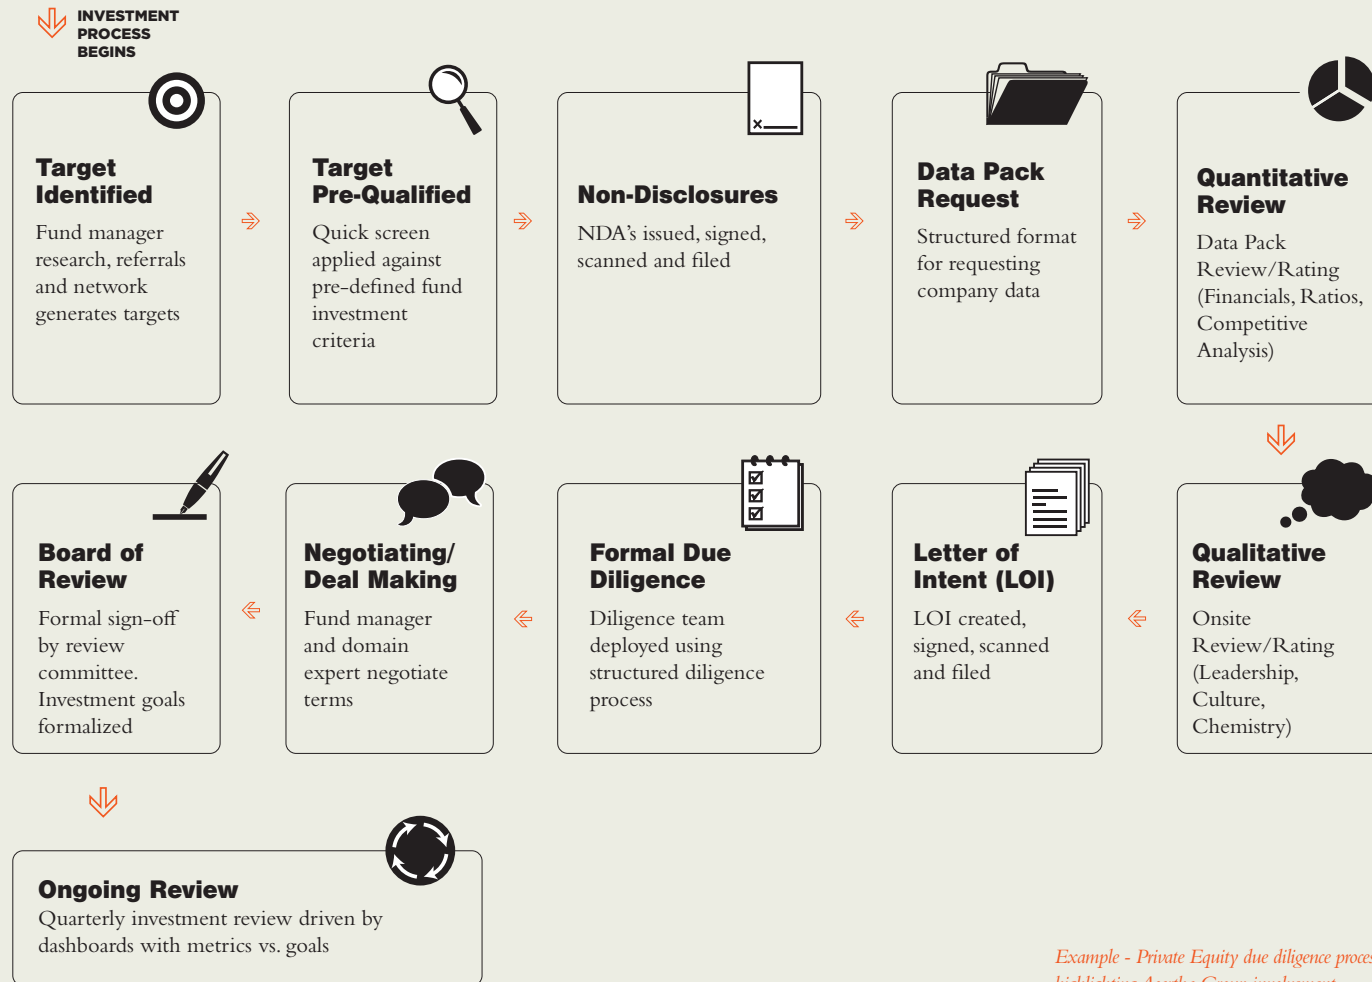 INVESTMENT
PROCESS
BEGINS
Target
Identified
Fund manager
research, referrals
and network
generates targets
Target
Pre-Qualified
Quick screen
applied against
pre-defined fund
investment
criteria
Non-Disclosures
NDA's issued, signed,
scanned and filed
Data Pack
Request
Structured format
for requesting
company data
Quantitative
Review
Data Pack
Review/Rating
(Financials, Ratios,
Competitive
Analysis)
Qualitative
Review
Onsite
Review/Rating
(Leadership,
Culture,
Chemistry)
Letter of
Intent (LOI)
LOI created,
signed, scanned
and filed
Formal Due
Diligence
Diligence team
deployed using
structured diligence
process
Negotiating/
Deal Making
Fund manager
and domain
expert negotiate
terms
Board of
Review
Formal sign-off
by review
committee.
Investment goals
formalized
Ongoing Review
Quarterly investment review driven by
dashboards with metrics vs. goals
Example - Private Equity due diligence proces